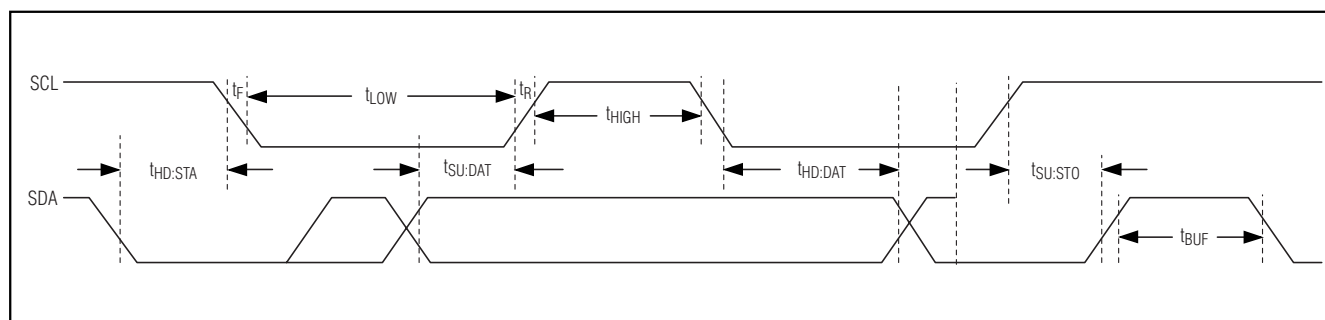 SCL
tF
tLOW
tR
tHIGH
tHD:STA
tSU:DAT
tHD:DAT
tSU:STO
SDA
tBUF